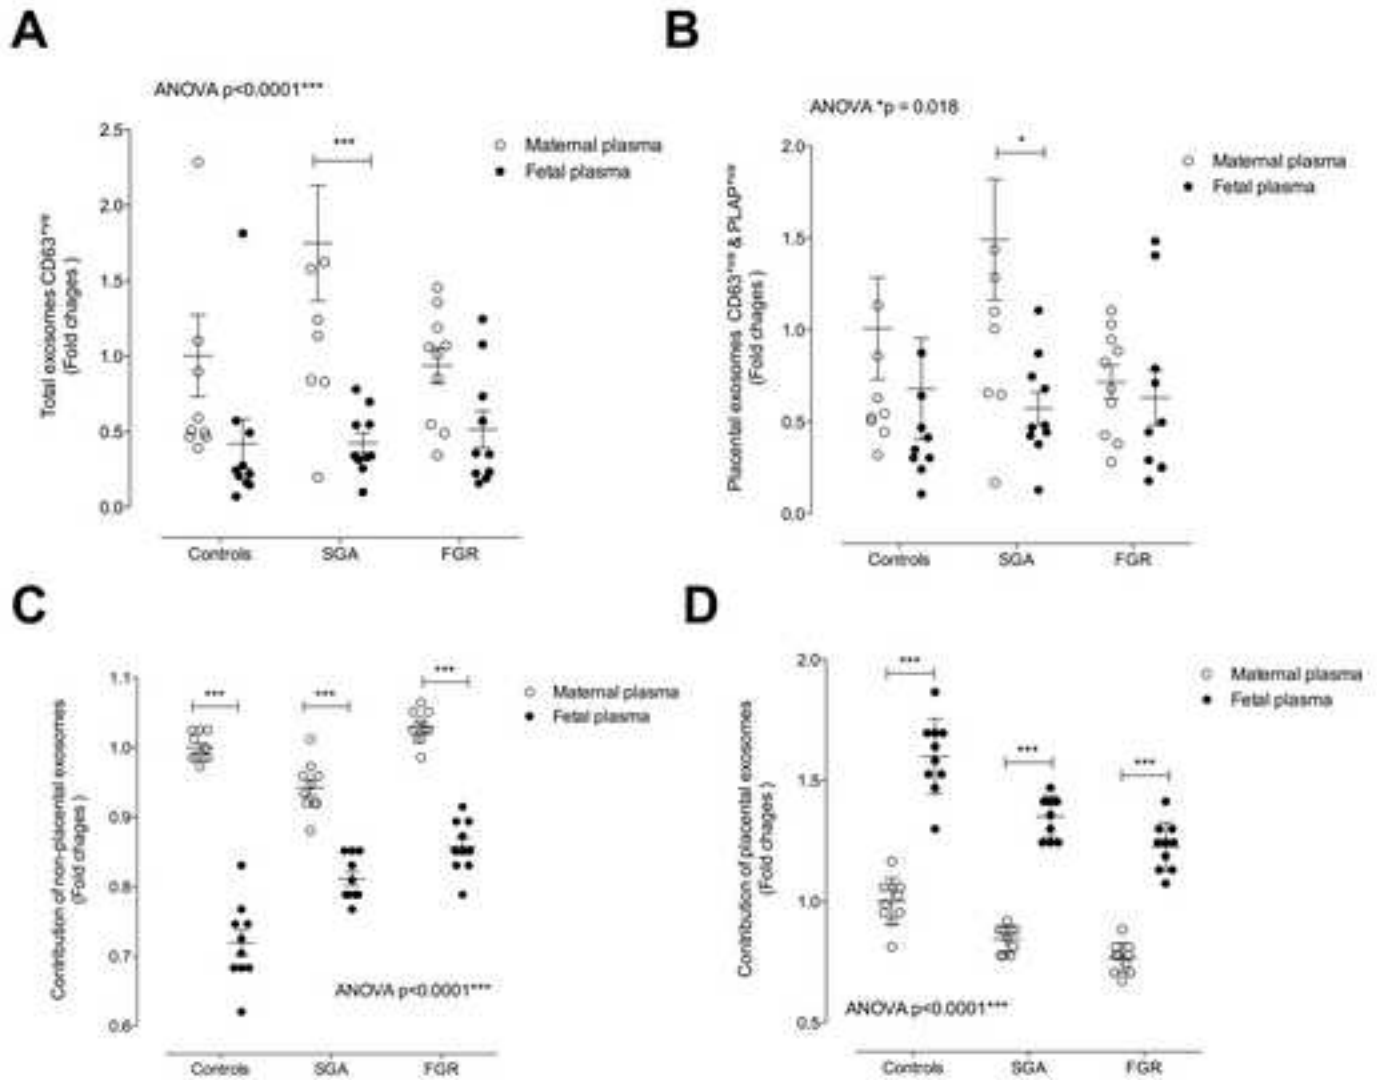 A
ANOVA p<0.0001***
Total exosomes CD63+ve
(Fold chages )
2.5
2.0
1.5
1.0
0.5
0.0
***
Maternal plasma
Fetal plasma
Controls
SGA
FGR
B
ANOVA *p = 0.018
Placental exosomes CD63+ve & PLAP+ve
(Fold chages )
2.0
1.5
1.0
0.5
0.0
*
Maternal plasma
Fetal plasma
Controls
SGA
FGR
C
Contribution of non-placental exosomes
(Fold chages )
1.1
1.0
0.9
0.8
0.7
0.6
***
***
***
Maternal plasma
Fetal plasma
ANOVA p<0.0001***
Controls
SGA
FGR
D
Contribution of placental exosomes
(Fold chages )
2.0
1.5
1.0
0.5
***
***
***
Maternal plasma
Fetal plasma
ANOVA p<0.0001***
Controls
SGA
FGR